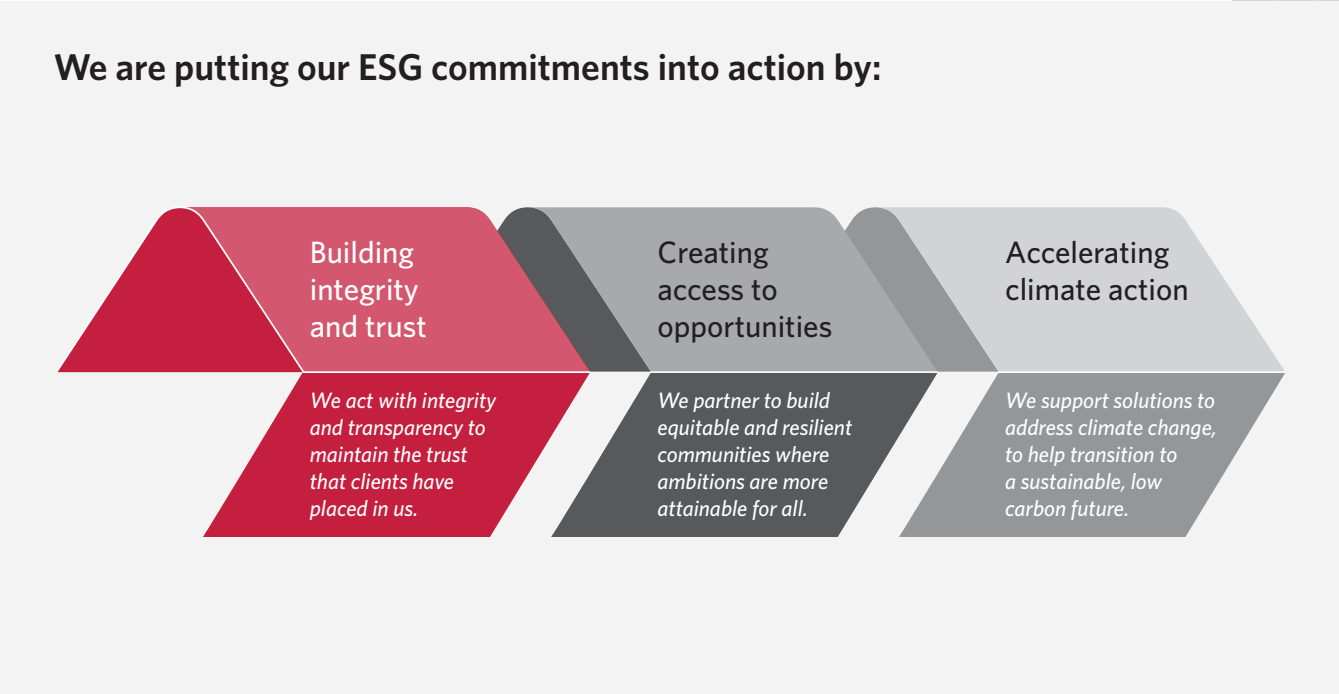 We are putting our ESG commitments into action by:
Building
integrity
and trust
We act with integrity
and transparency to
maintain the trust
that clients have
placed in us.
Creating
access to
opportunities
We partner to build
equitable and resilient
communities where
ambitions are more
attainable for all.
Accelerating
climate action
We support solutions to
address climate change,
to help transition to
a sustainable, low
carbon future.